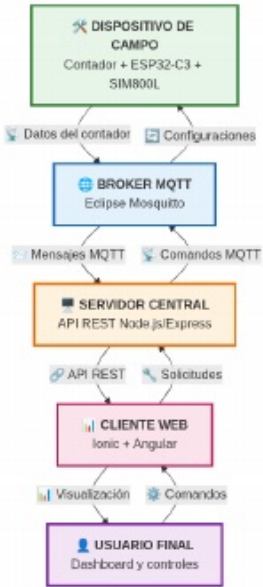 🛠️ DISPOSITIVO DE
CAMPO
Contador + ESP32-C3 +
SIM800L
📡 Datos del contador
🔄 Configuraciones
🌐 BROKER MQTT
Eclipse Mosquitto
📨 Mensajes MQTT
📡 Comandos MQTT
🖥️ SERVIDOR CENTRAL
API REST Node.js/Express
🔗 API REST
🔧 Solicitudes
📊 CLIENTE WEB
Ionic + Angular
📊 Visualización
⚙️ Comandos
👤 USUARIO FINAL
Dashboard y controles